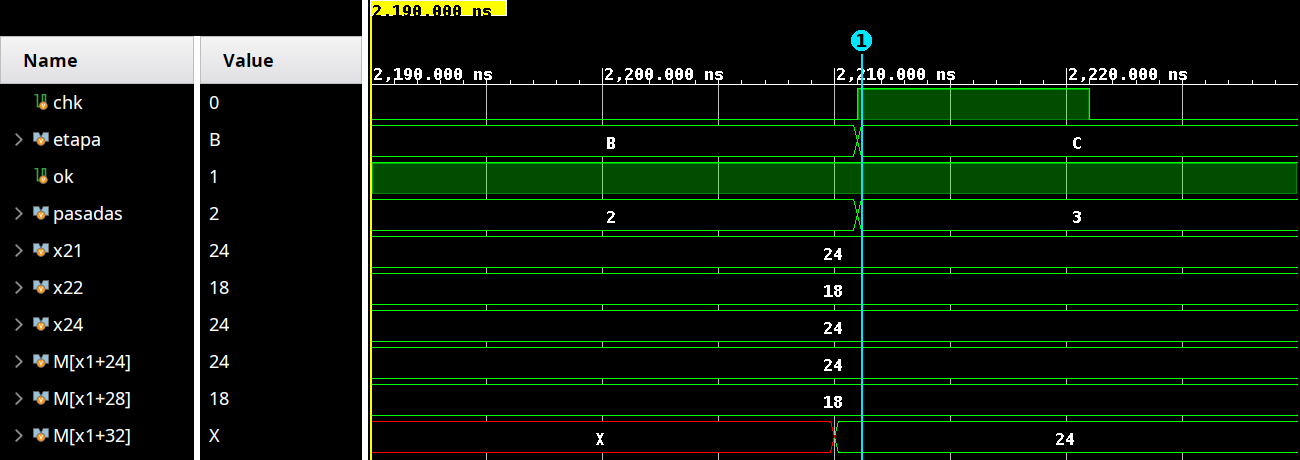 2,190.000 ns
Name Value
1
2,190.000 ns 2,200.000 ns 2,210.000 ns 2,220.000 ns
chk 0
etapa B B C
ok 1
pasadas 2 2 3
x21 24 24
x22 18 18
x24 24 24
M[x1+24] 24 24
M[x1+28] 18 18
M[x1+32] X X 24